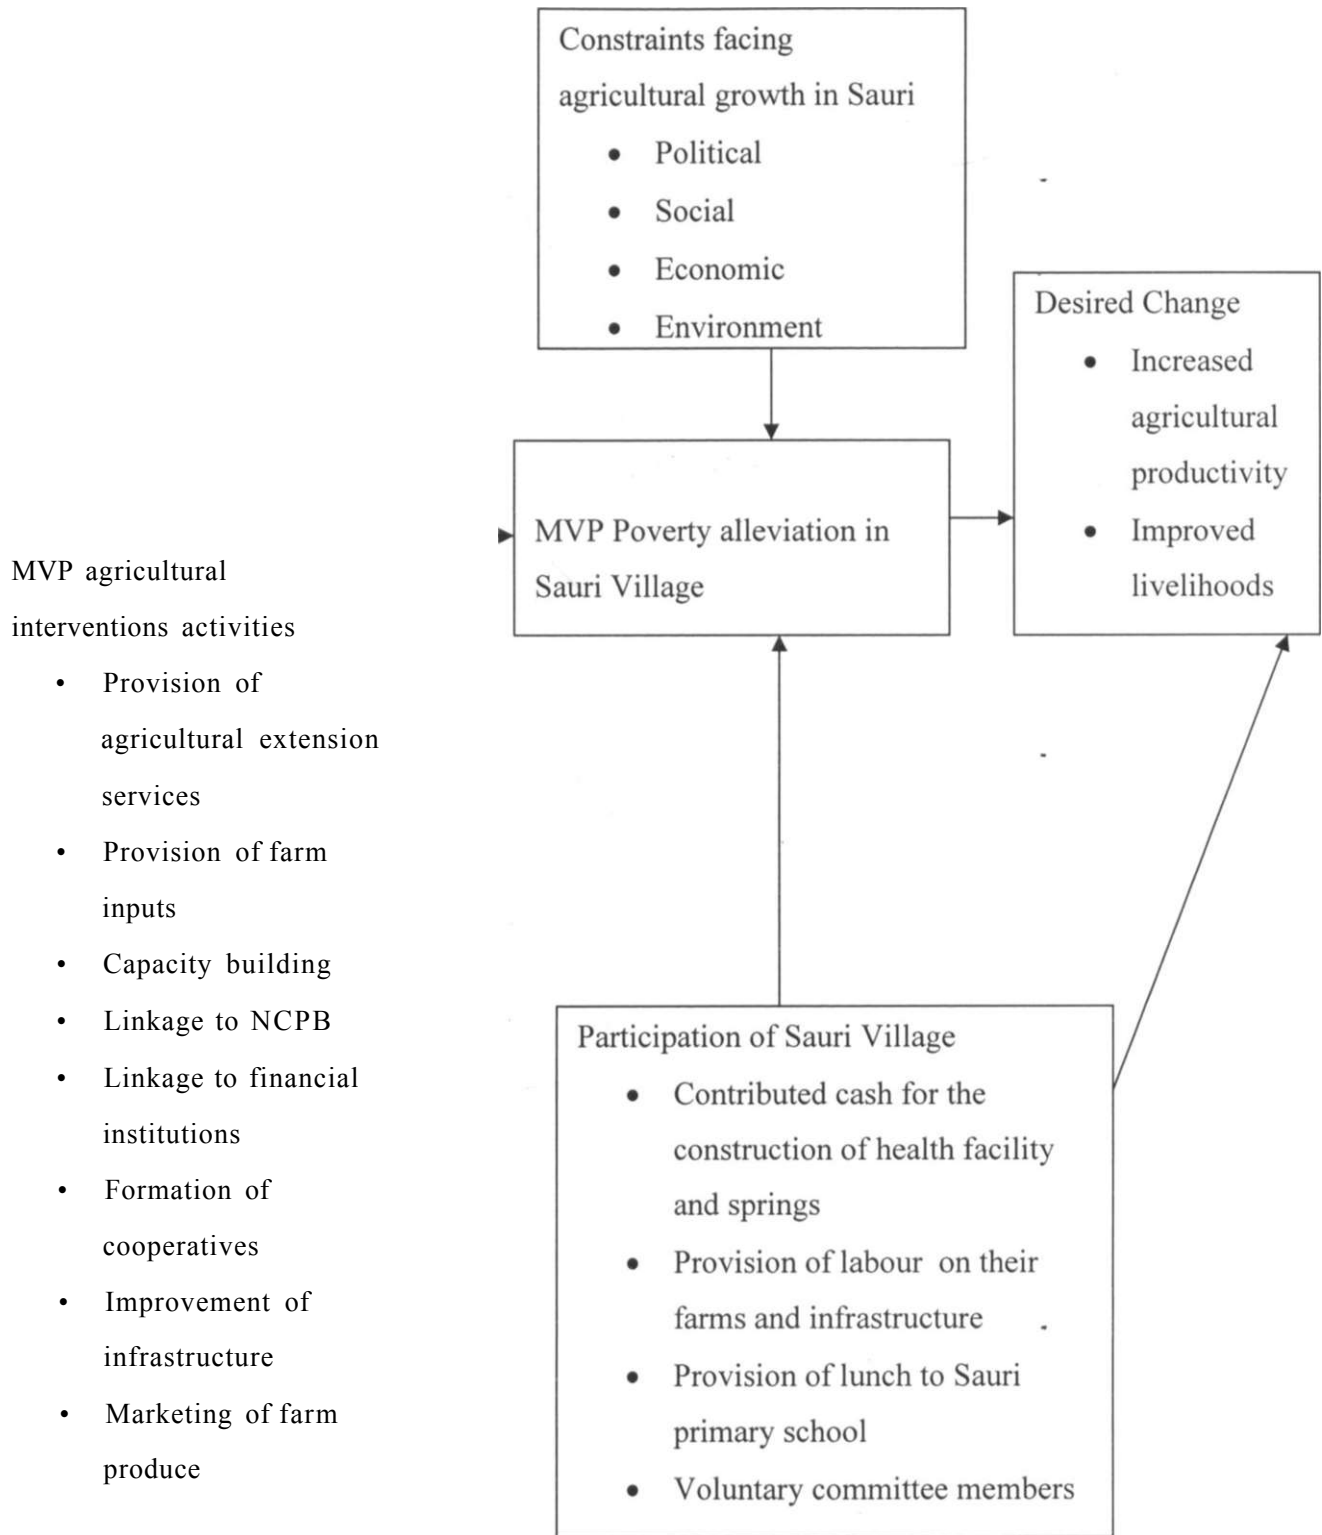 Constraints facing
agricultural growth in Sauri
• Political
• Social
• Economic
• Environment
Desired Change
• Increased
agricultural
productivity
• Improved
livelihoods
MVP Poverty alleviation in
Sauri Village
MVP agricultural
interventions activities
• Provision of
agricultural extension
services
• Provision of farm
inputs
• Capacity building
• Linkage to NCPB
• Linkage to financial
institutions
• Formation of
cooperatives
• Improvement of
infrastructure
• Marketing of farm
produce
Participation of Sauri Village
• Contributed cash for the
construction of health facility
and springs
• Provision of labour on their
farms and infrastructure
• Provision of lunch to Sauri
primary school
• Voluntary committee members